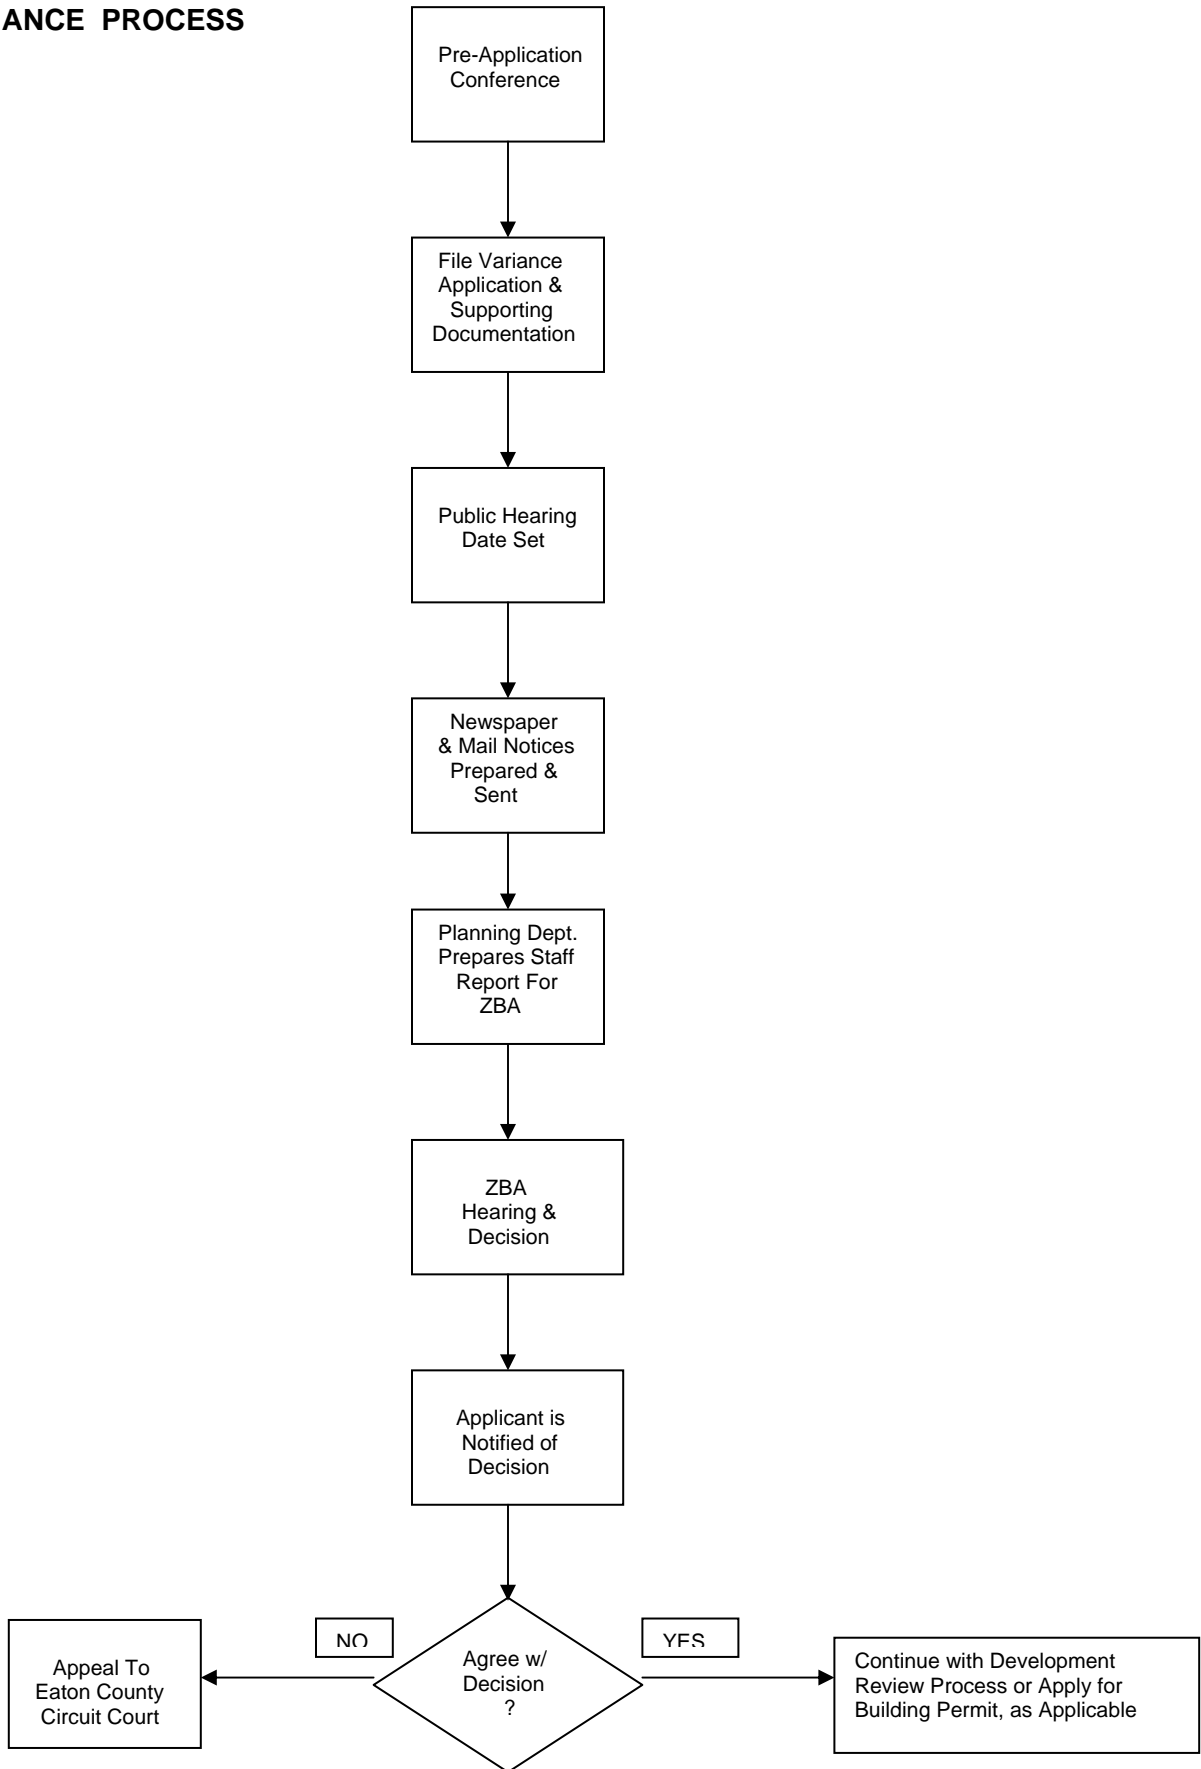 ANCE PROCESS
Pre-Application
Conference
File Variance
Application &
Supporting
Documentation
Public Hearing
Date Set
Newspaper
& Mail Notices
Prepared &
Sent
Planning Dept.
Prepares Staff
Report For
ZBA
ZBA
Hearing &
Decision
Applicant is
Notified of
Decision
Agree w/
Decision
?
NO
YES
Appeal To
Eaton County
Circuit Court
Continue with Development
Review Process or Apply for
Building Permit, as Applicable